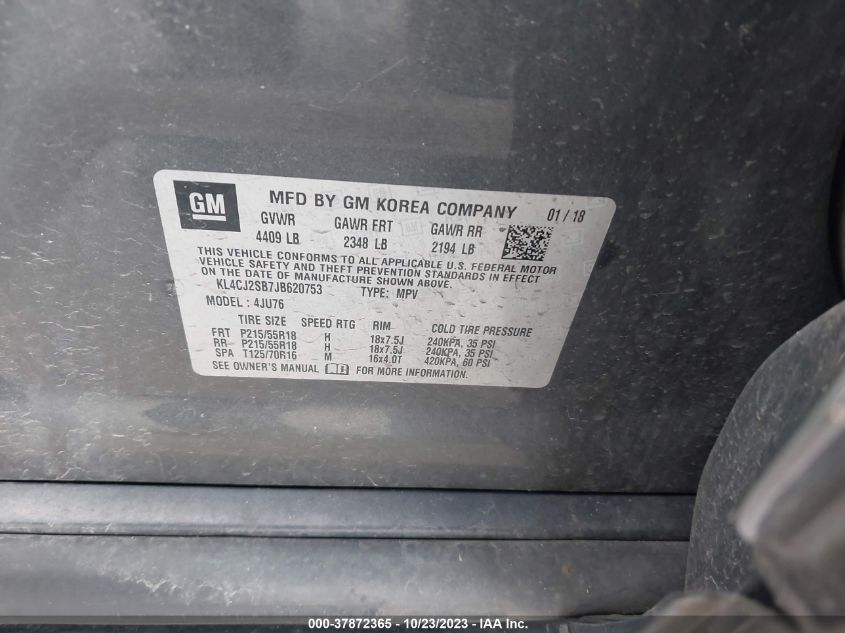 GM MFD BY GM KOREA COMPANY 01 / 18
GVWR GAWR FRT GAWR RR
4409 LB 2348 LB 2194 LB
THIS VEHICLE CONFORMS TO ALL APPLICABLE U.S. FEDERAL MOTOR
VEHICLE SAFETY AND THEFT PREVENTION STANDARDS IN EFFECT
ON THE DATE OF MANUFACTURE SHOWN ABOVE.
KL4CJ2SB7JB620753 TYPE: MPV
MODEL : 4JU76
TIRE SIZE SPEED RTG RIM COLD TIRE PRESSURE
FRT P215/55R18 H 18x7.5J 240KPA, 35 PSI
RR P215/55R18 H 18x7.5J 240KPA, 35 PSI
SPA T125/70R16 M 16x4.0T 420KPA, 60 PSI
SEE OWNER'S MANUAL FOR MORE INFORMATION.
000-37872365 - 10/23/2023 - IAA Inc.